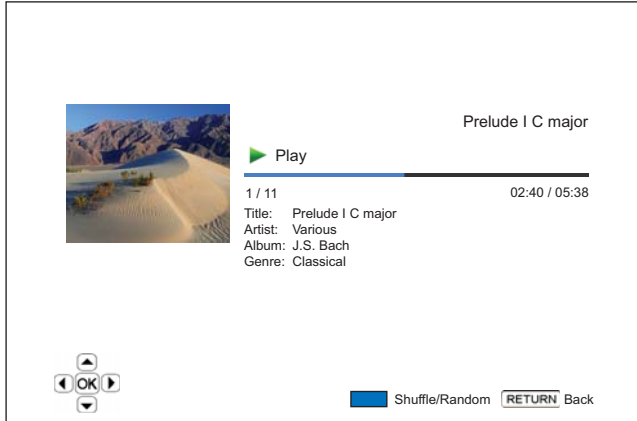 Prelude I C major
Play
1 / 11 02:40 / 05:38
Title: Prelude I C major
Artist: Various
Album: J.S. Bach
Genre: Classical
OK
Shuffle/Random RETURN Back